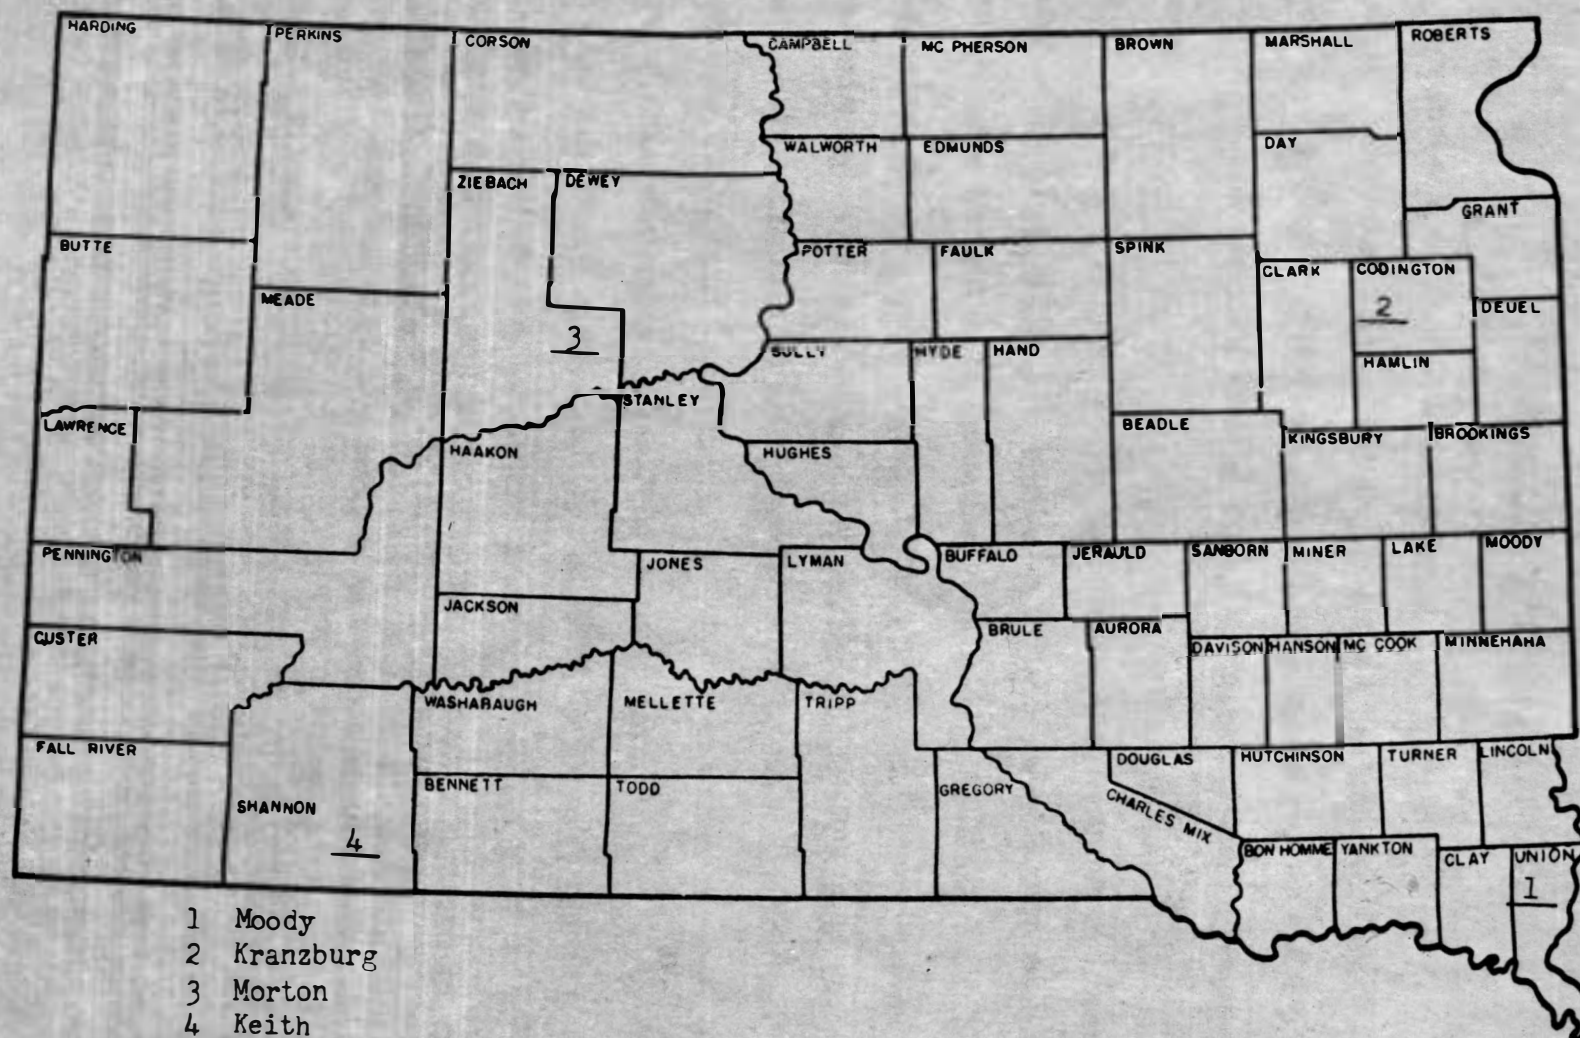 HARDING
PERKINS
CORSON
CAMPBELL
MC PHERSON
BROWN
MARSHALL
ROBERTS
WALWORTH
EDMUNDS
DAY
ZIEBACH
DEWEY
GRANT
BUTTE
POTTER
FAULK
SPINK
CLARK
CODINGTON
2
MEADE
DEUEL
3
SULLY
HYDE
HAND
HAMLIN
STANLEY
LAWRENCE
BEADLE
KINGSBURY
BROOKINGS
HAAKON
HUGHES
PENNINGTON
JONES
LYMAN
BUFFALO
JERAULD
SANBORN
MINER
LAKE
MOODY
JACKSON
CUSTER
BRULE
AURORA
DAVISON
HANSON
MC COOK
MINNEHAHA
WASHABAUGH
MELLETTE
TRIPP
FALL RIVER
DOUGLAS
HUTCHINSON
TURNER
LINCOLN
SHANNON
BENNETT
TODD
GREGORY
CHARLES MIX
4
BON HOMME
YANKTON
CLAY
UNION
1
1 Moody
2 Kranzburg
3 Morton
4 Keith